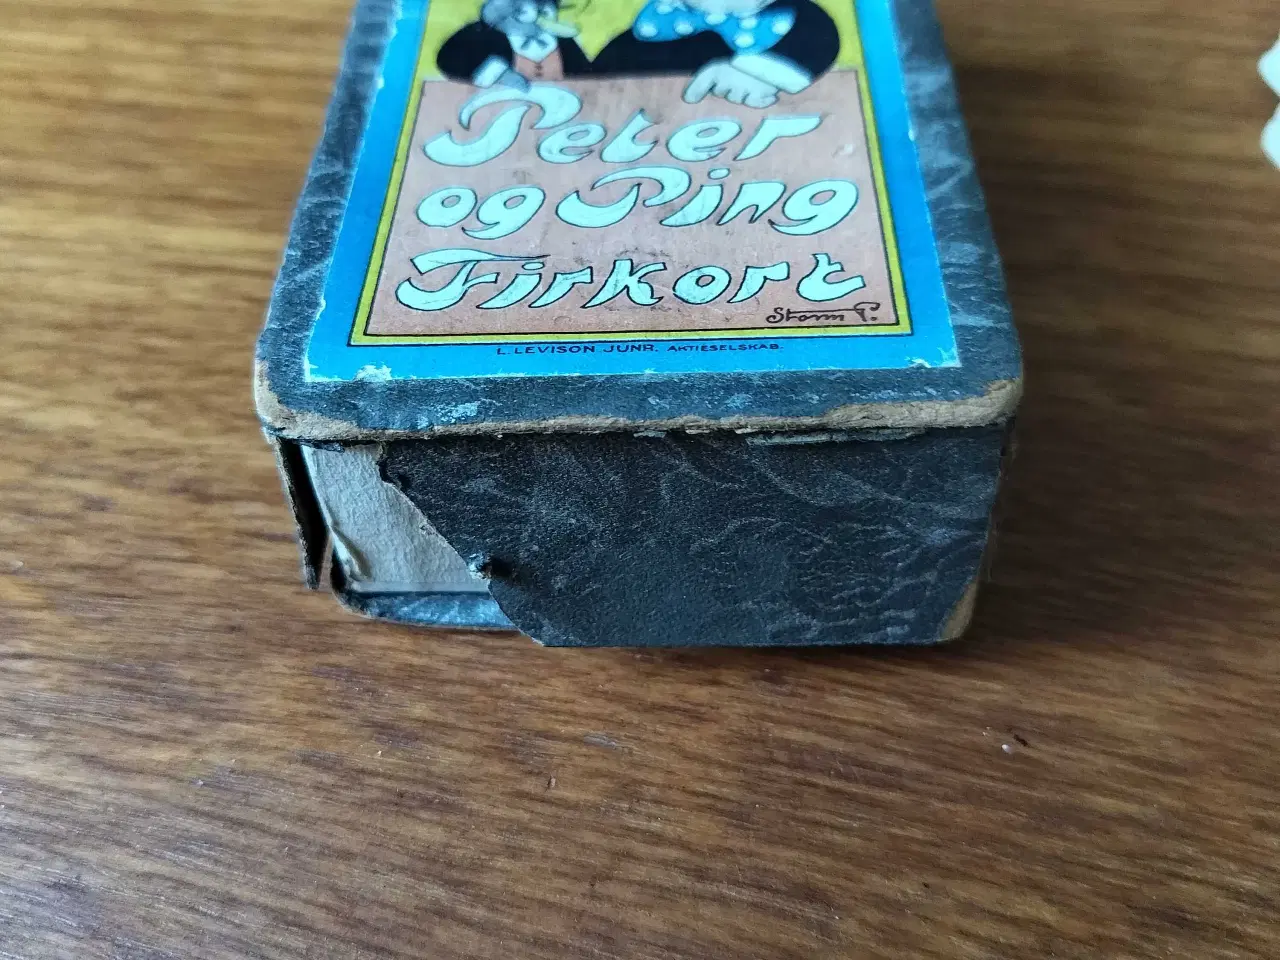 Peter
og Ping
Firkort
Storm P.
L. LEVISON JUNR. AKTIESELSKAB.